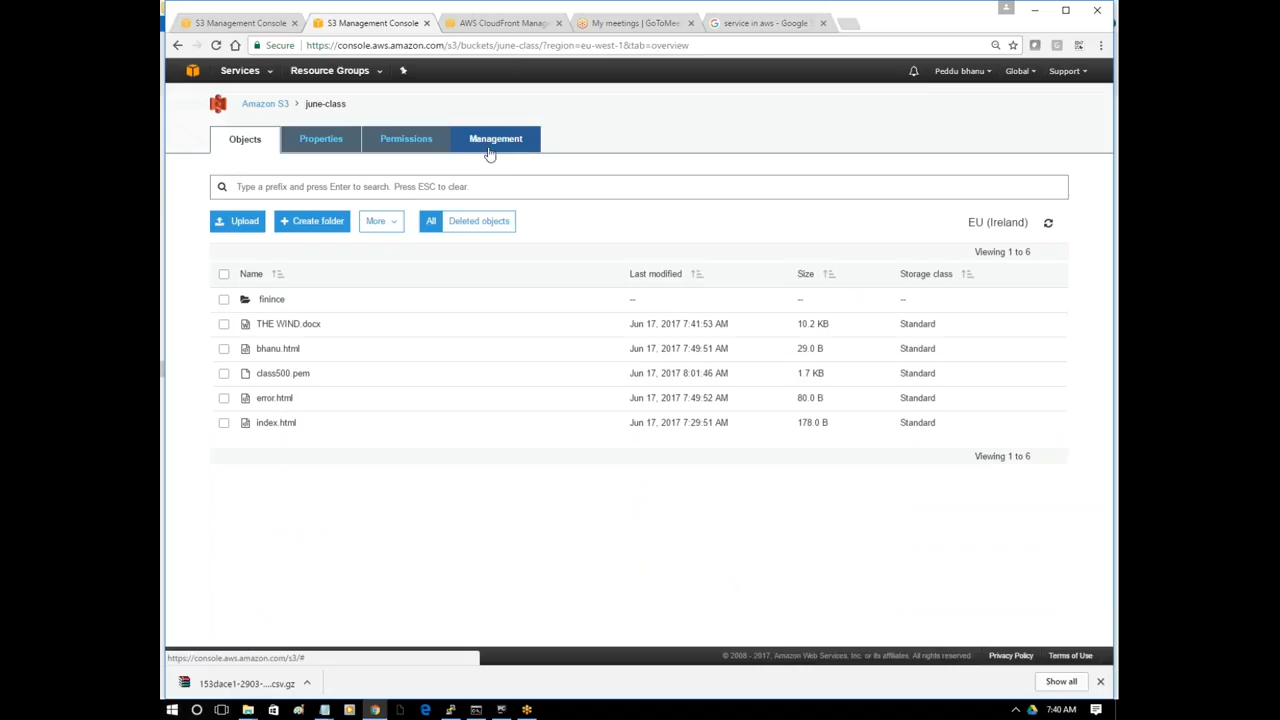 S3 Management Console
S3 Management Console
AWS CloudFront Manag
My meetings | GoToMee
service in aws - Google
Secure
https://console.aws.amazon.com/s3/buckets/june-class/?region=eu-west-1&tab=overview
Services
Resource Groups
Peddu bhanu
Global
Support
Amazon S3 > june-class
Objects
Properties
Permissions
Management
Type a prefix and press Enter to search. Press ESC to clear.
Upload
+ Create folder
More
All
Deleted objects
EU (Ireland)
Viewing 1 to 6
Name
Last modified
Size
Storage class
finince -- -- --
THE WIND.docx Jun 17, 2017 7:41:53 AM 10.2 KB Standard
bhanu.html Jun 17, 2017 7:49:51 AM 29.0 B Standard
class500.pem Jun 17, 2017 8:01:46 AM 1.7 KB Standard
error.html Jun 17, 2017 7:49:52 AM 80.0 B Standard
index.html Jun 17, 2017 7:29:51 AM 178.0 B Standard
Viewing 1 to 6
https://console.aws.amazon.com/s3/#
© 2008 - 2017, Amazon Web Services, Inc. or its affiliates. All rights reserved.
Privacy Policy
Terms of Use
153dace1-2903-....csv.gz
Show all
7:40 AM